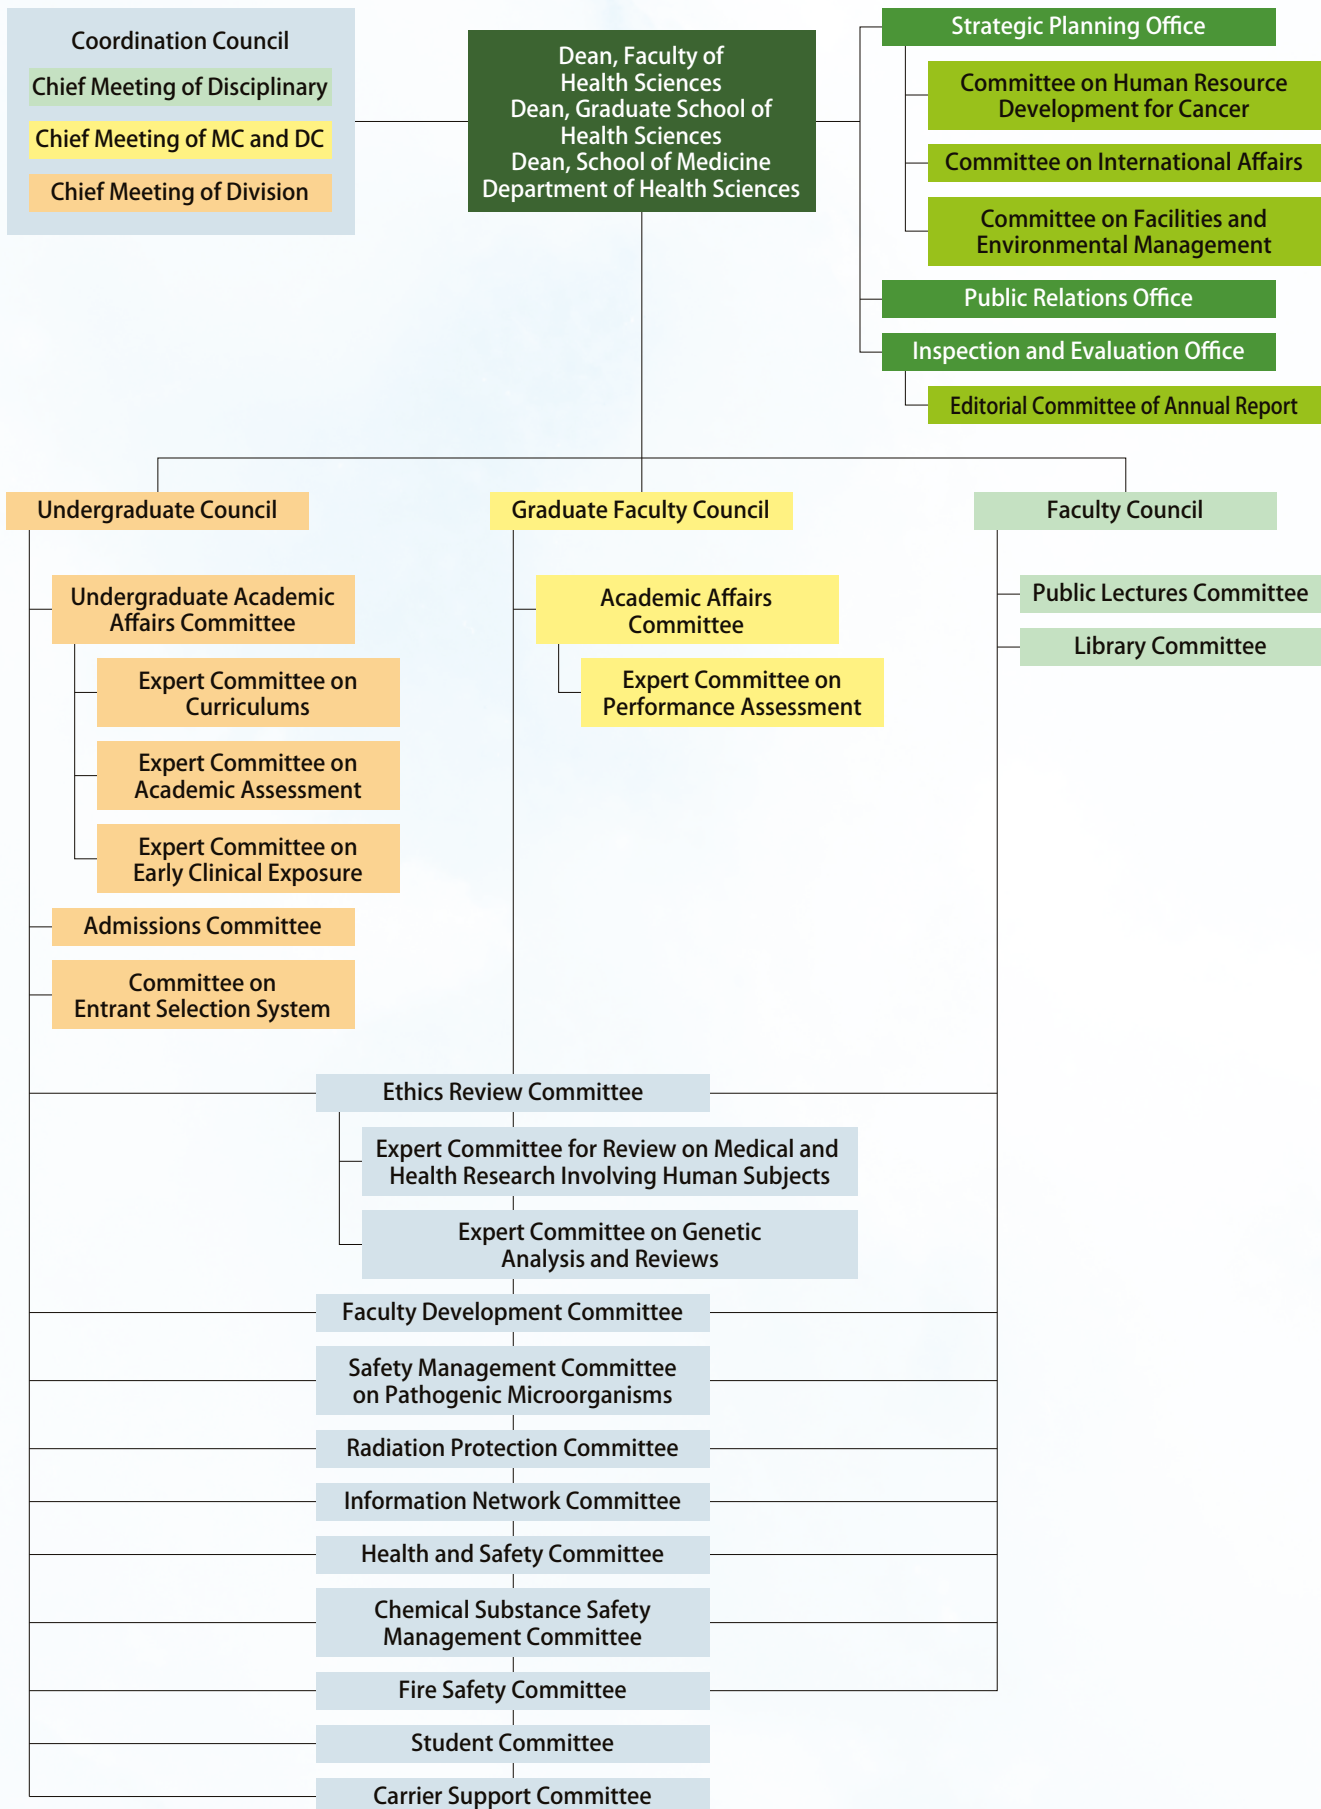 Coordination Council
Chief Meeting of Disciplinary
Chief Meeting of MC and DC
Chief Meeting of Division
Dean, Faculty of
Health Sciences
Dean, Graduate School of
Health Sciences
Dean, School of Medicine
Department of Health Sciences
Strategic Planning Office
Committee on Human Resource
Development for Cancer
Committee on International Affairs
Committee on Facilities and
Environmental Management
Public Relations Office
Inspection and Evaluation Office
Editorial Committee of Annual Report
Undergraduate Council
Undergraduate Academic
Affairs Committee
Expert Committee on
Curriculums
Expert Committee on
Academic Assessment
Expert Committee on
Early Clinical Exposure
Admissions Committee
Committee on
Entrant Selection System
Graduate Faculty Council
Academic Affairs
Committee
Expert Committee on
Performance Assessment
Faculty Council
Public Lectures Committee
Library Committee
Ethics Review Committee
Expert Committee for Review on Medical and
Health Research Involving Human Subjects
Expert Committee on Genetic
Analysis and Reviews
Faculty Development Committee
Safety Management Committee
on Pathogenic Microorganisms
Radiation Protection Committee
Information Network Committee
Health and Safety Committee
Chemical Substance Safety
Management Committee
Fire Safety Committee
Student Committee
Carrier Support Committee